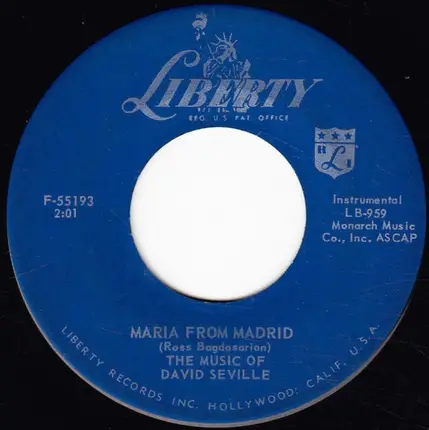 LIBERTY
REG. U.S. PAT. OFFICE
F-55193
2:01
R L I
Instrumental
LB-959
Monarch Music
Co., Inc. ASCAP
MARIA FROM MADRID
(Ross Bagdasarian)
THE MUSIC OF
DAVID SEVILLE
LIBERTY RECORDS INC. HOLLYWOOD: CALIF. U.S.A.